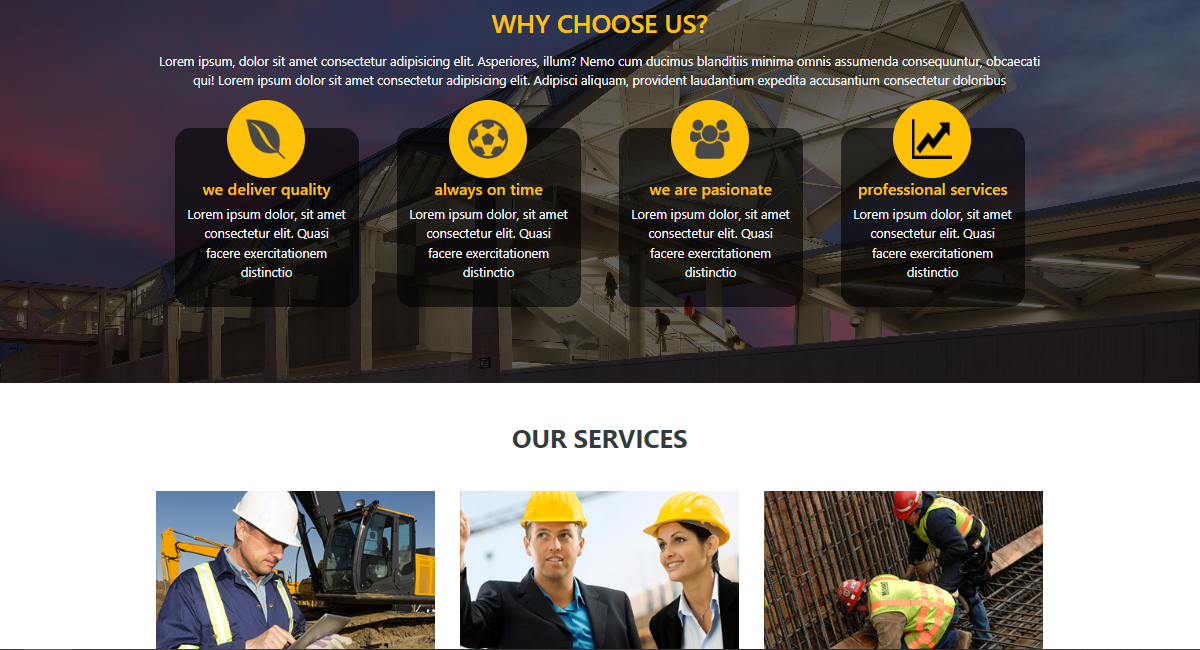 WHY CHOOSE US?
Lorem ipsum, dolor sit amet consectetur adipisicing elit. Asperiores, illum? Nemo cum ducimus blanditiis minima omnis assumenda consequuntur, obcaecati
qui! Lorem ipsum dolor sit amet consectetur adipisicing elit. Adipisci aliquam, provident laudantium expedita accusantium consectetur doloribus
we deliver quality
Lorem ipsum dolor, sit amet
consectetur elit. Quasi
facere exercitationem
distinctio
always on time
Lorem ipsum dolor, sit amet
consectetur elit. Quasi
facere exercitationem
distinctio
we are pasionate
Lorem ipsum dolor, sit amet
consectetur elit. Quasi
facere exercitationem
distinctio
professional services
Lorem ipsum dolor, sit amet
consectetur elit. Quasi
facere exercitationem
distinctio
OUR SERVICES